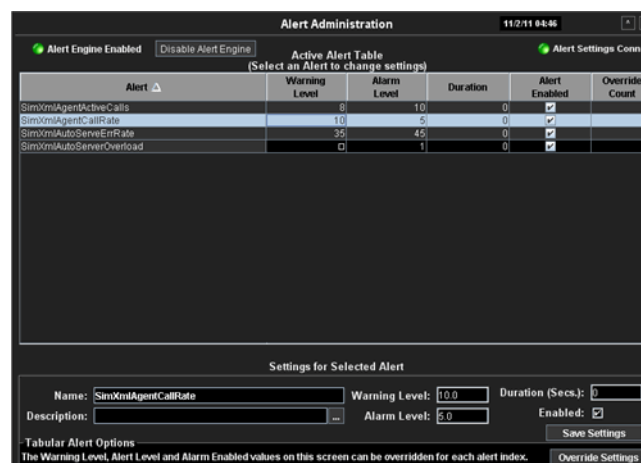 Alert Administration 11/2/11 04:46
Alert Engine Enabled Disable Alert Engine Alert Settings Conn
Active Alert Table
(Select an Alert to change settings)
Alert Warning Level Alarm Level Duration Alert Enabled Override Count
SimXmlAgentActiveCalls 8 10 0
SimXmlAgentCallRate 10 5 0
SimXmlAutoServeErrRate 35 45 0
SimXmlAutoServerOverload 1 0
Settings for Selected Alert
Name: SimXmlAgentCallRate Warning Level: 10.0 Duration (Secs.): 0
Description: ... Alarm Level: 5.0 Enabled:
Save Settings
Tabular Alert Options
The Warning Level, Alert Level and Alarm Enabled values on this screen can be overridden for each alert index. Override Settings